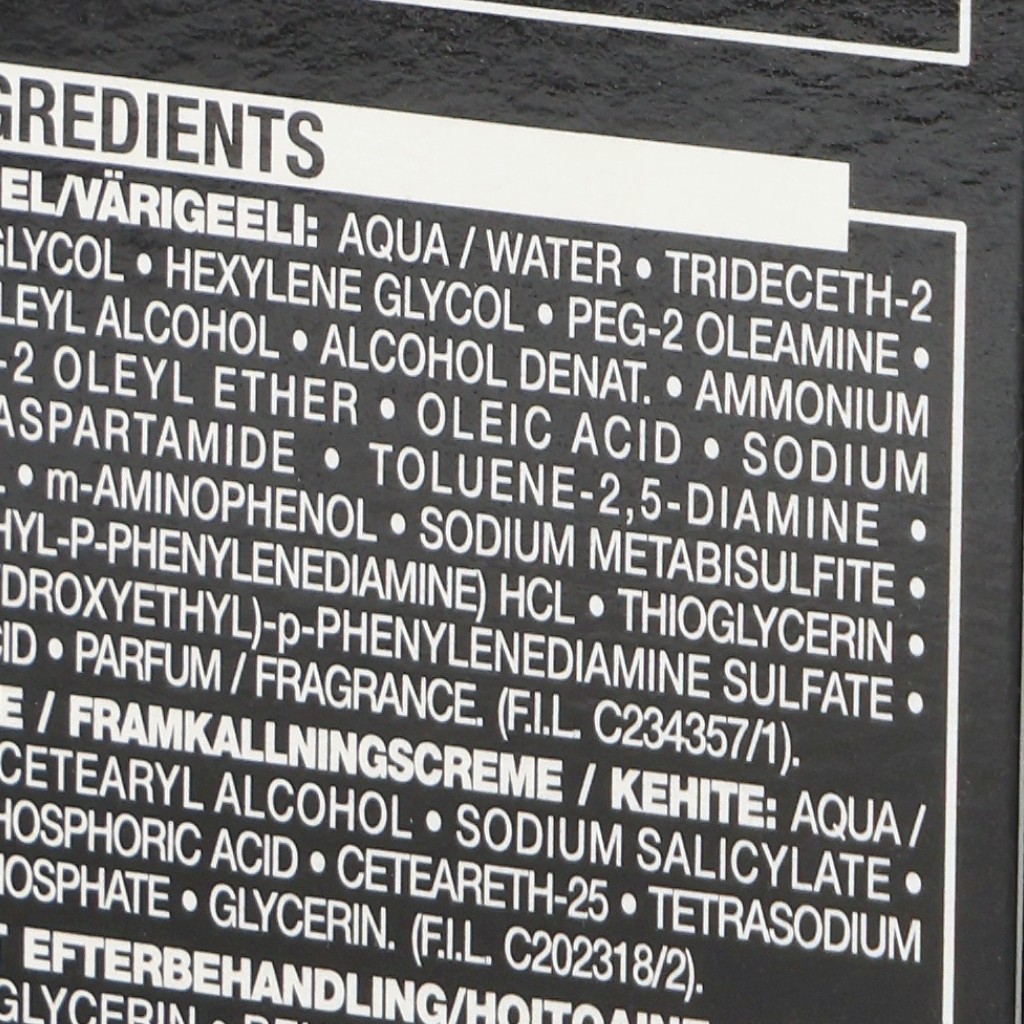 GREDIENTS
EL/VÄRIGEELI: AQUA / WATER • TRIDECETH-2
GLYCOL • HEXYLENE GLYCOL • PEG-2 OLEAMINE •
LEYL ALCOHOL • ALCOHOL DENAT. • AMMONIUM
-2 OLEYL ETHER • OLEIC ACID • SODIUM
ASPARTAMIDE • TOLUENE-2,5-DIAMINE •
• m-AMINOPHENOL • SODIUM METABISULFITE •
HYL-P-PHENYLENEDIAMINE) HCL • THIOGLYCERIN •
DROXYETHYL)-p-PHENYLENEDIAMINE SULFATE •
CID • PARFUM / FRAGRANCE. (F.I.L. C234357/1).
E / FRAMKALLNINGSCREME / KEHITE: AQUA /
CETEARYL ALCOHOL • SODIUM SALICYLATE •
HOSPHORIC ACID • CETEARETH-25 • TETRASODIUM
HOSPHATE • GLYCERIN. (F.I.L. C202318/2).
EFTERBEHANDLING/HOITOAINE
GLYCERIN •